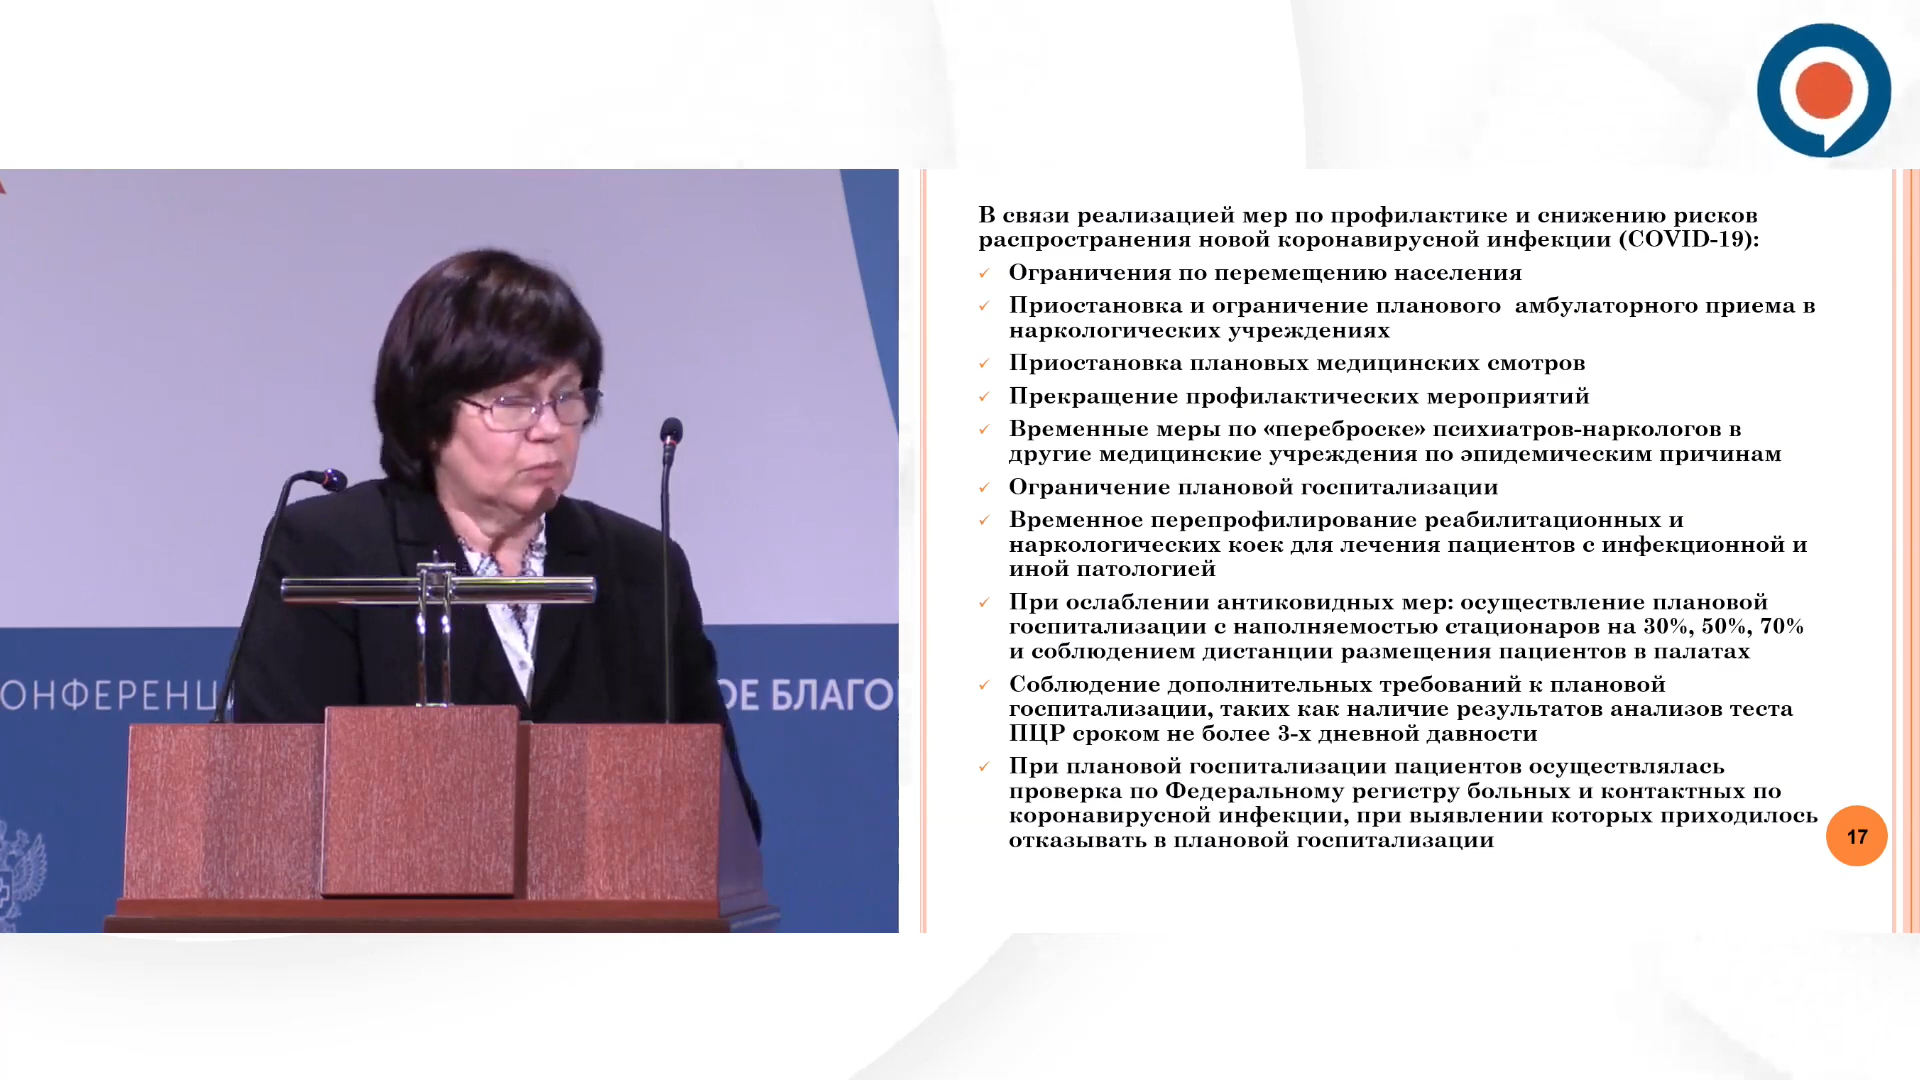 ОНФЕРЕНЦ
ОЕ БЛАГО
В связи реализацией мер по профилактике и снижению рисков
распространения новой коронавирусной инфекции (COVID-19):
Ограничения по перемещению населения
Приостановка и ограничение планового амбулаторного приема в
наркологических учреждениях
Приостановка плановых медицинских смотров
Прекращение профилактических мероприятий
Временные меры по «переброске» психиатров-наркологов в
другие медицинские учреждения по эпидемическим причинам
Ограничение плановой госпитализации
Временное перепрофилирование реабилитационных и
наркологических коек для лечения пациентов с инфекционной и
иной патологией
При ослаблении антиковидных мер: осуществление плановой
госпитализации с наполняемостью стационаров на 30%, 50%, 70%
и соблюдением дистанции размещения пациентов в палатах
Соблюдение дополнительных требований к плановой
госпитализации, таких как наличие результатов анализов теста
ПЦР сроком не более 3-х дневной давности
При плановой госпитализации пациентов осуществлялась
проверка по Федеральному регистру больных и контактных по
коронавирусной инфекции, при выявлении которых приходилось
отказывать в плановой госпитализации
17